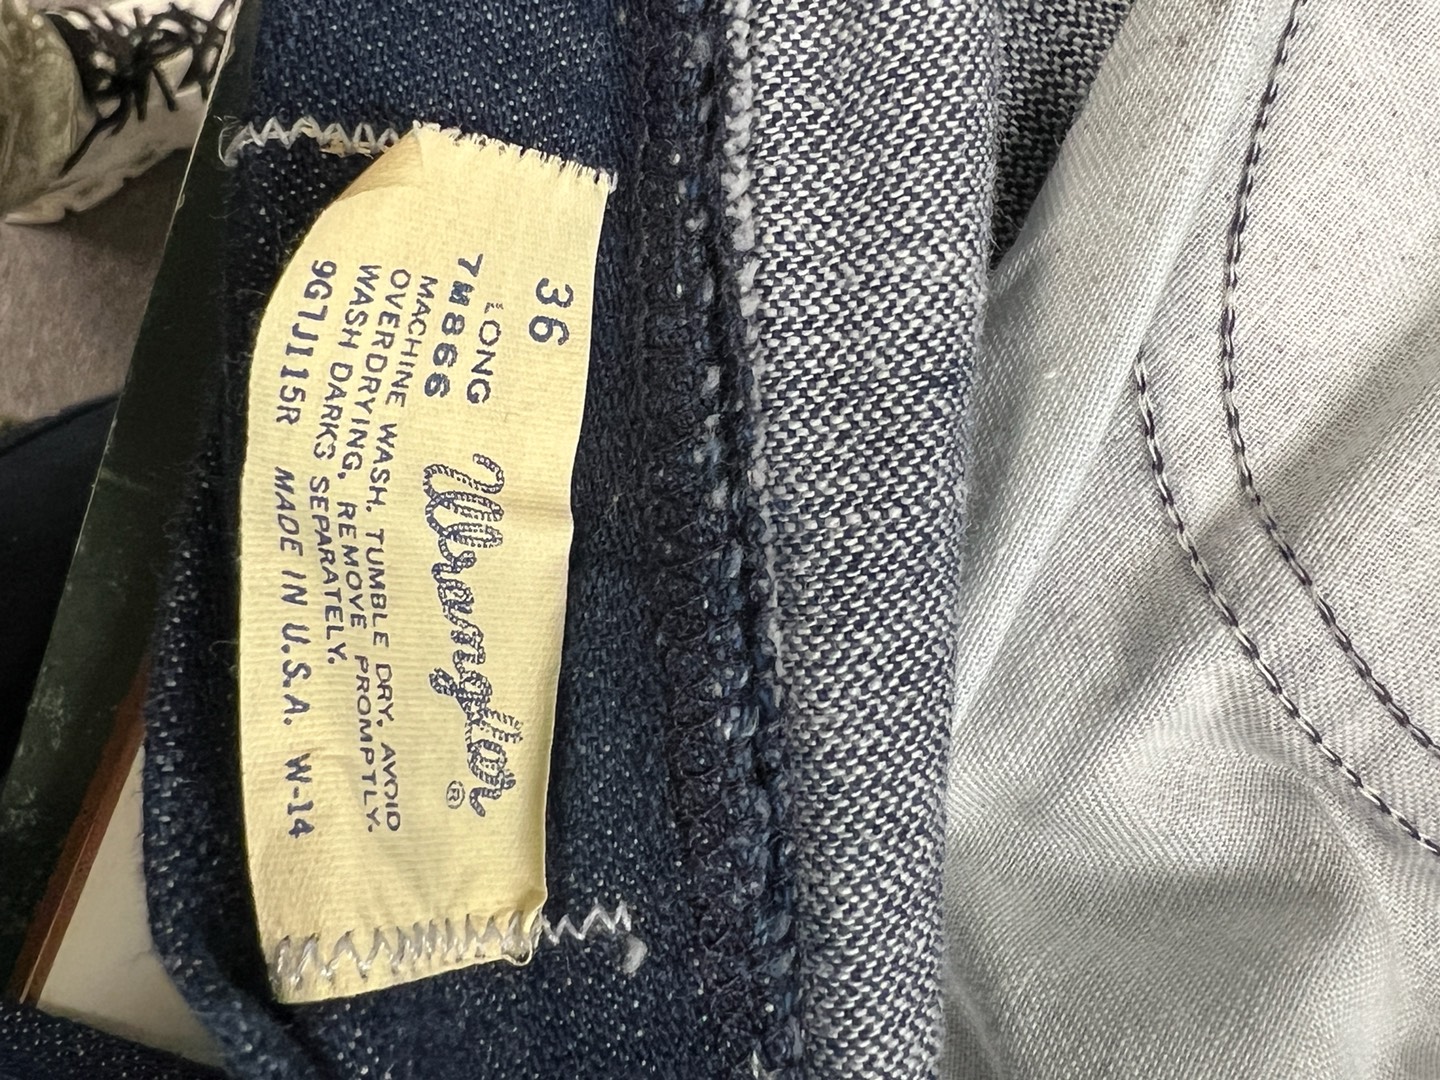 36
LONG
7M866 Wrangler ®
MACHINE WASH, TUMBLE DRY. AVOID
OVERDRYING, REMOVE PROMPTLY.
WASH DARKS SEPARATELY.
9G7JI15R MADE IN U.S.A. W-14